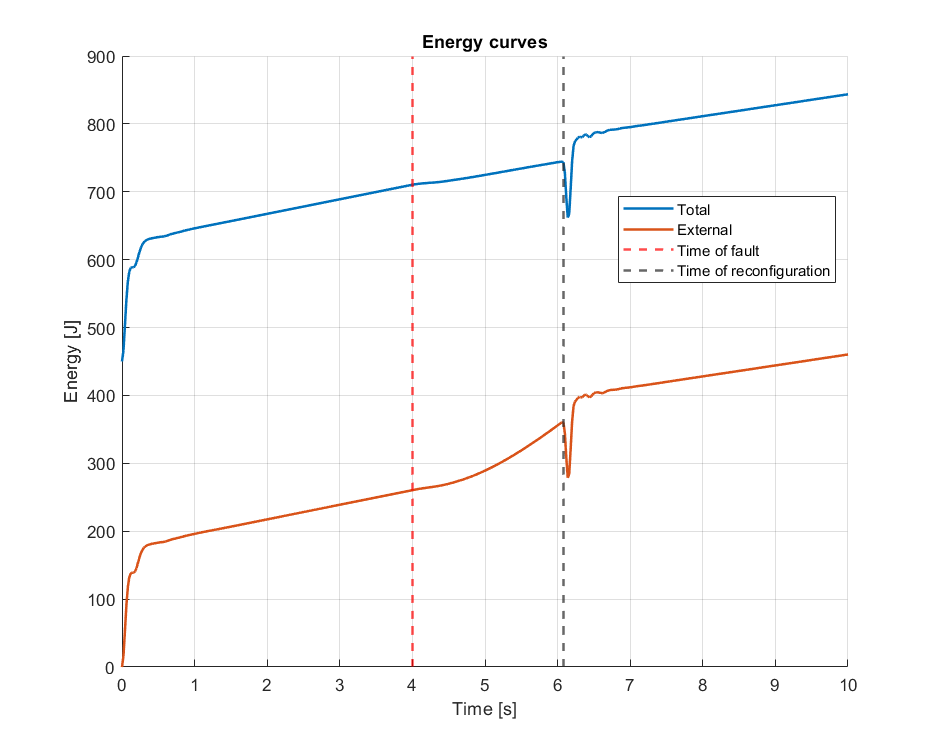 Energy curves
900
800
700
600
500
400
300
200
100
0
Energy [J]
Total
External
Time of fault
Time of reconfiguration
0 1 2 3 4 5 6 7 8 9 10
Time [s]